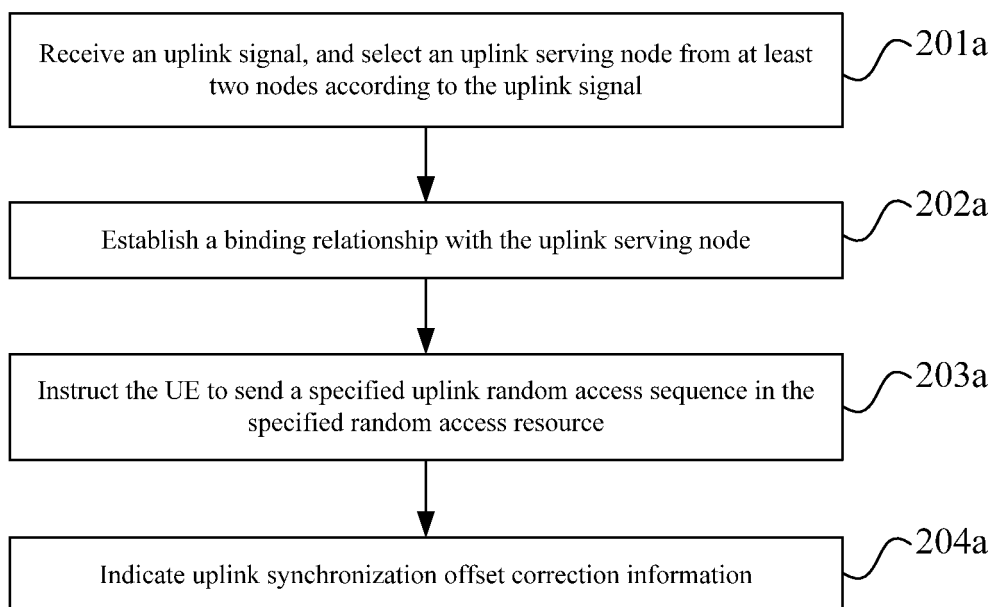 Receive an uplink signal, and select an uplink serving node from at least
two nodes according to the uplink signal
201a
Establish a binding relationship with the uplink serving node
202a
Instruct the UE to send a specified uplink random access sequence in the
specified random access resource
203a
Indicate uplink synchronization offset correction information
204a